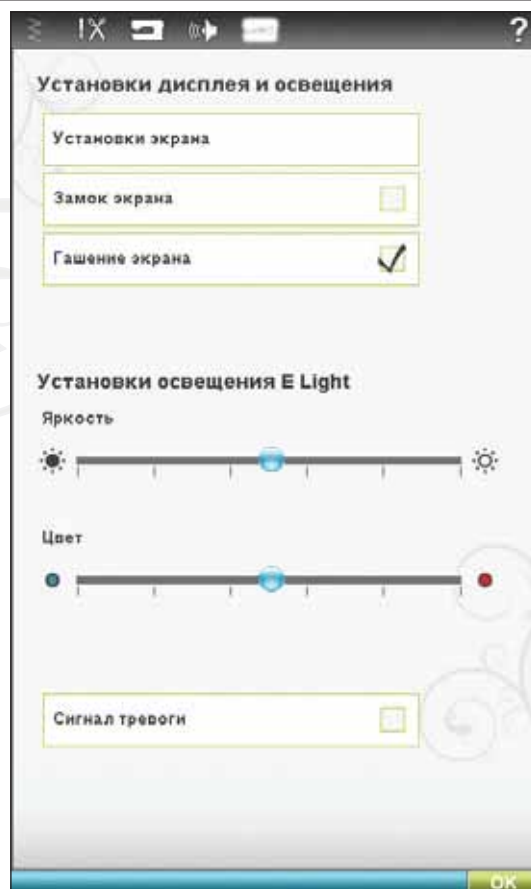 ?
Установки дисплея и освещения
Установки экрана
Замок экрана
Гашение экрана
Установки освещения E Light
Яркость
Цвет
Сигнал тревоги
OK